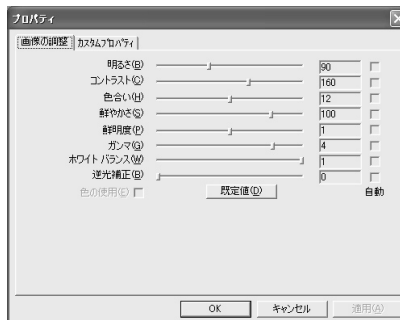 プロパティ
画像の調整 カスタムプロパティ
明るさ(B) 90
コントラスト(C) 160
色合い(H) 12
鮮やかさ(S) 100
鮮明度(P) 1
ガンマ(G) 4
ホワイト バランス(W) 1
逆光補正(B) 0
色の使用(E) 既定値(D) 自動
OK キャンセル 適用(A)